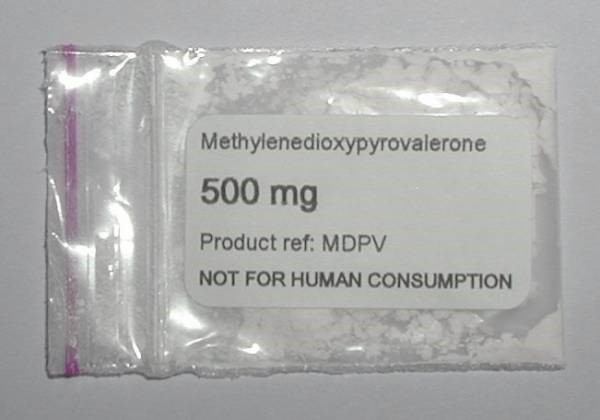 Methylenedioxypyrovalerone
500 mg
Product ref: MDPV
NOT FOR HUMAN CONSUMPTION